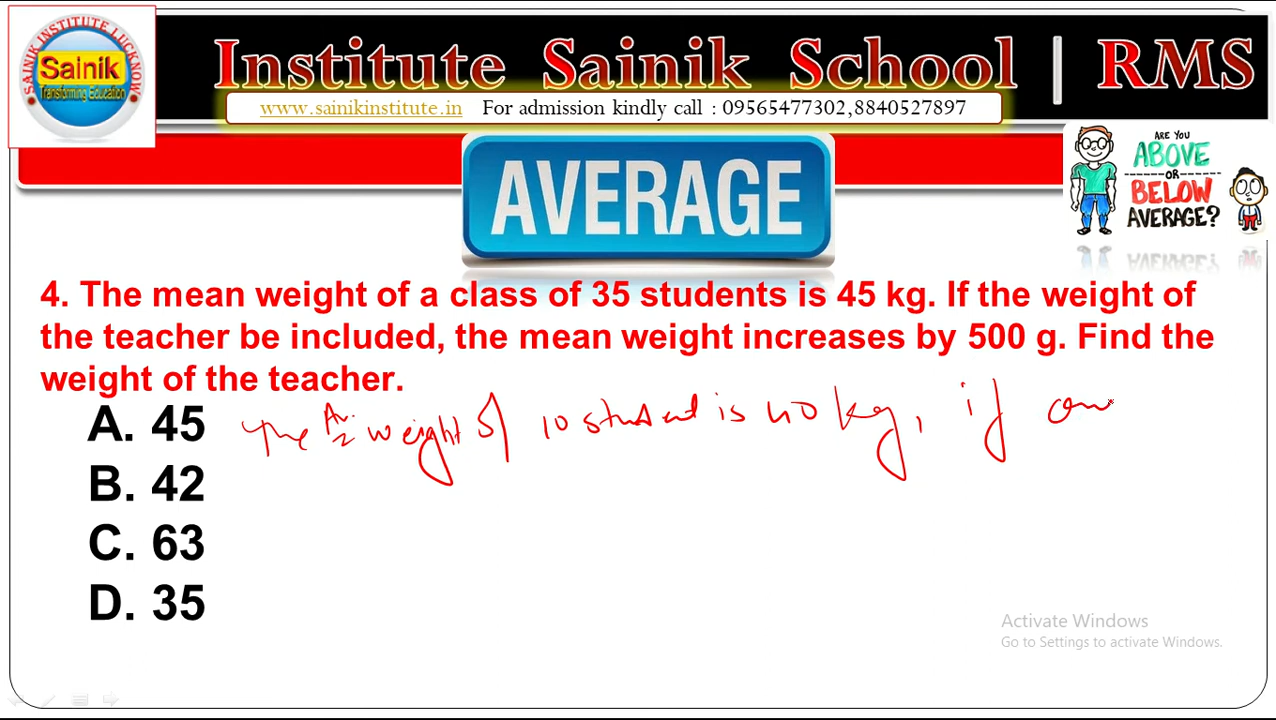 SAINIK INSTITUTE LUCKNOW
Sainik
Transforming Education
Institute Sainik School | RMS
www.sainikinstitute.in For admission kindly call : 09565477302,8840527897
AVERAGE
ARE YOU
ABOVE
OR
BELOW
AVERAGE?
4. The mean weight of a class of 35 students is 45 kg. If the weight of
the teacher be included, the mean weight increases by 500 g. Find the
weight of the teacher.
A. 45
The Av. weight of 10 student is 40 kg, if
B. 42
C. 63
D. 35
Activate Windows
Go to Settings to activate Windows.